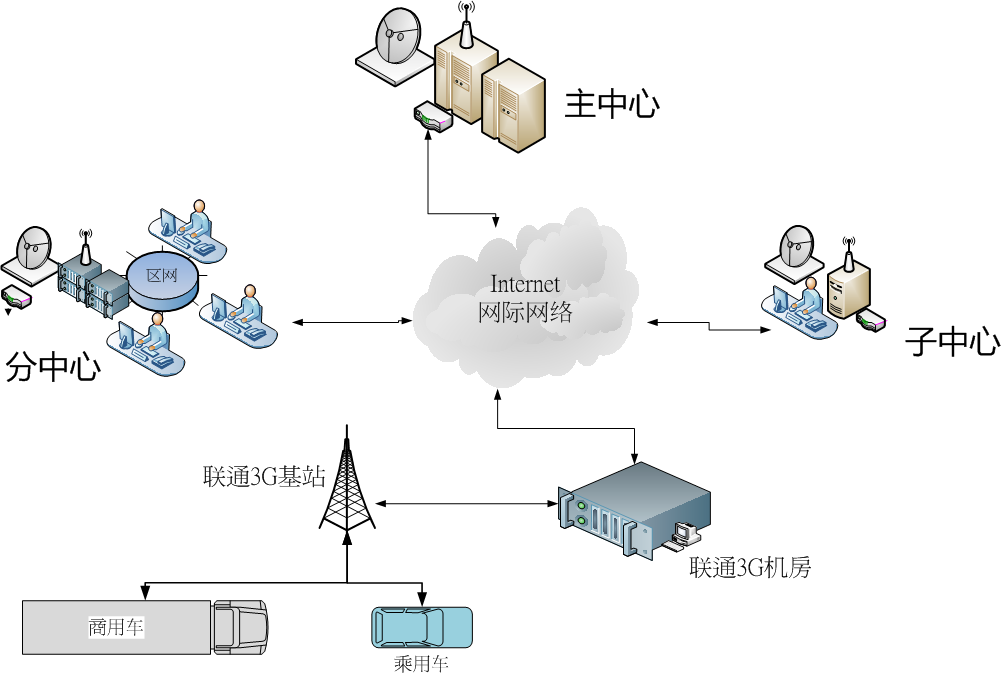 主中心
区网
Internet
网际网络
分中心
子中心
联通3G基站
联通3G机房
商用车
乘用车